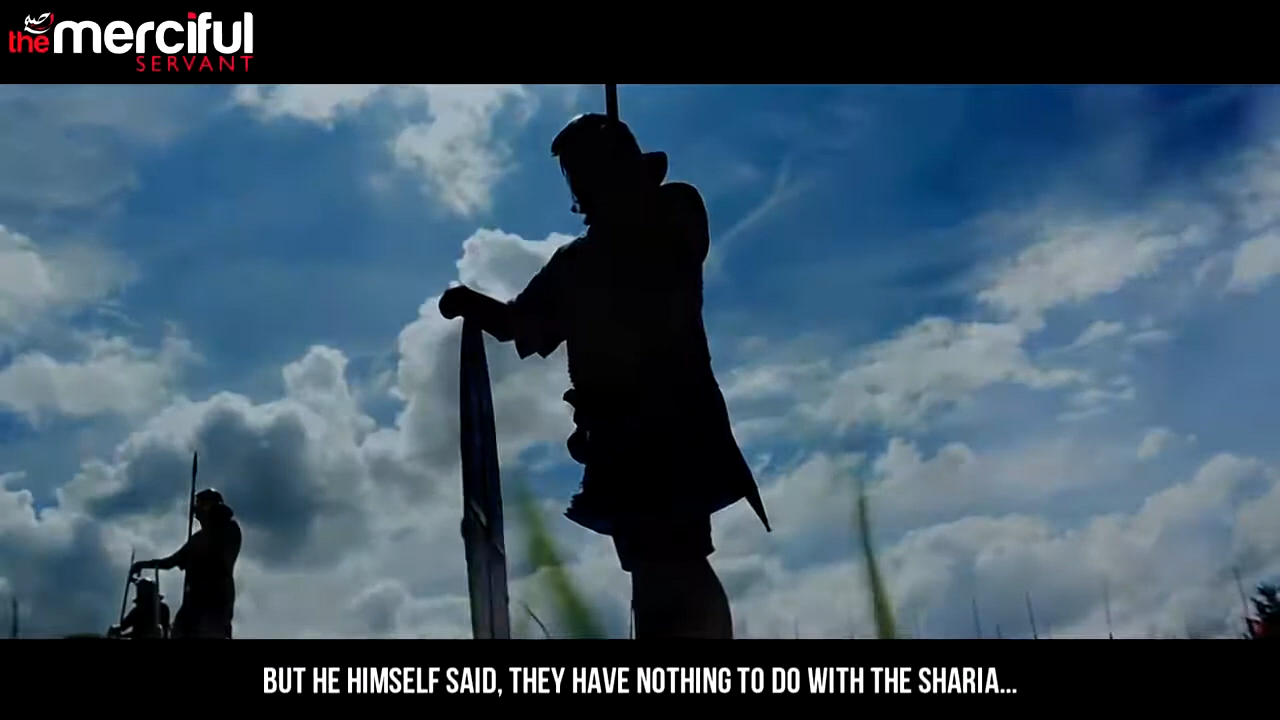 the merciful
SERVANT
BUT HE HIMSELF SAID, THEY HAVE NOTHING TO DO WITH THE SHARIA...